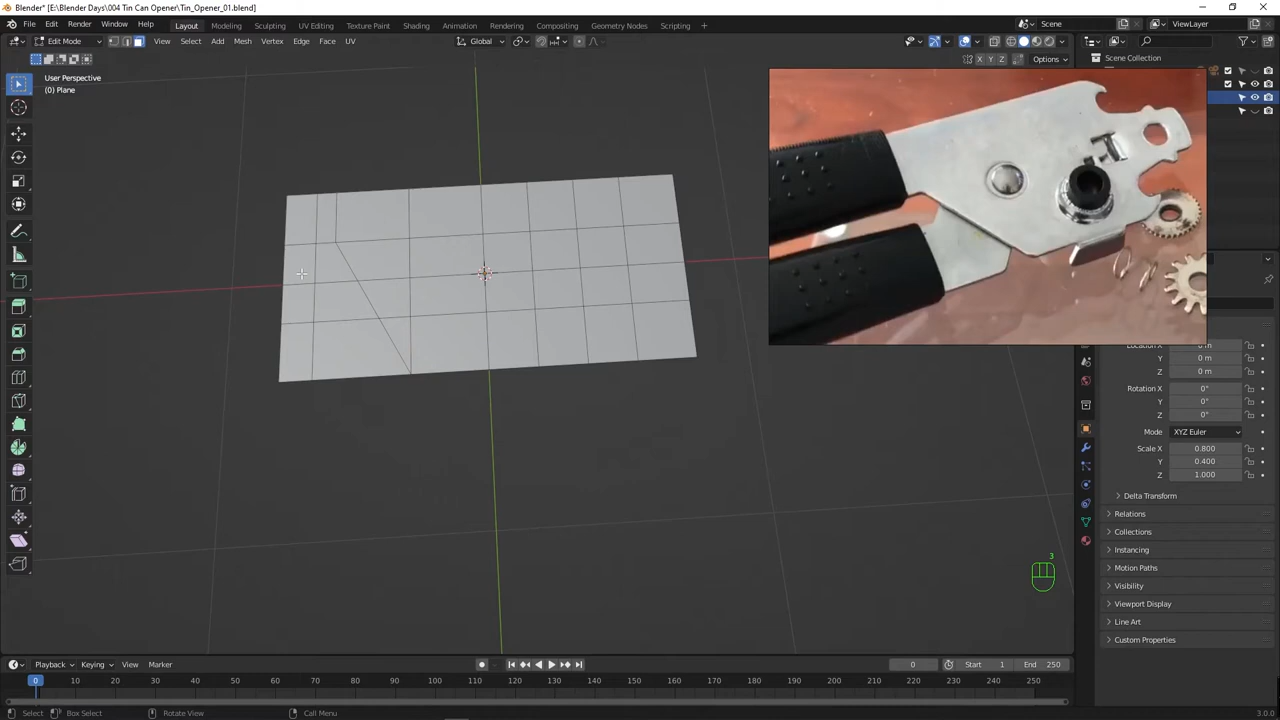 Blender* [E:\Blender Days\004 Tin Can Opener\Tin_Opener_01.blend]
File Edit Render Window Help Layout Modeling Sculpting UV Editing Texture Paint Shading Animation Rendering Compositing Geometry Nodes Scripting Scene ViewLayer
Edit Mode View Select Add Mesh Vertex Edge Face UV Global
X Y Z Options Scene Collection
User Perspective
(0) Plane
Location X 0 m
Y 0 m
Z 0 m
Rotation X 0°
Y 0°
Z 0°
Mode XYZ Euler
Scale X 0.800
Y 0.400
Z 1.000
Delta Transform
Relations
Collections
Instancing
Motion Paths
Visibility
Viewport Display
Line Art
Custom Properties
3
Playback Keying View Marker 0 Start 1 End 250
0 10 20 30 40 50 60 70 80 90 100 110 120 130 140 150 160 170 180 190 200 210 220 230 240 250
Select Box Select Rotate View Call Menu 3.0.0